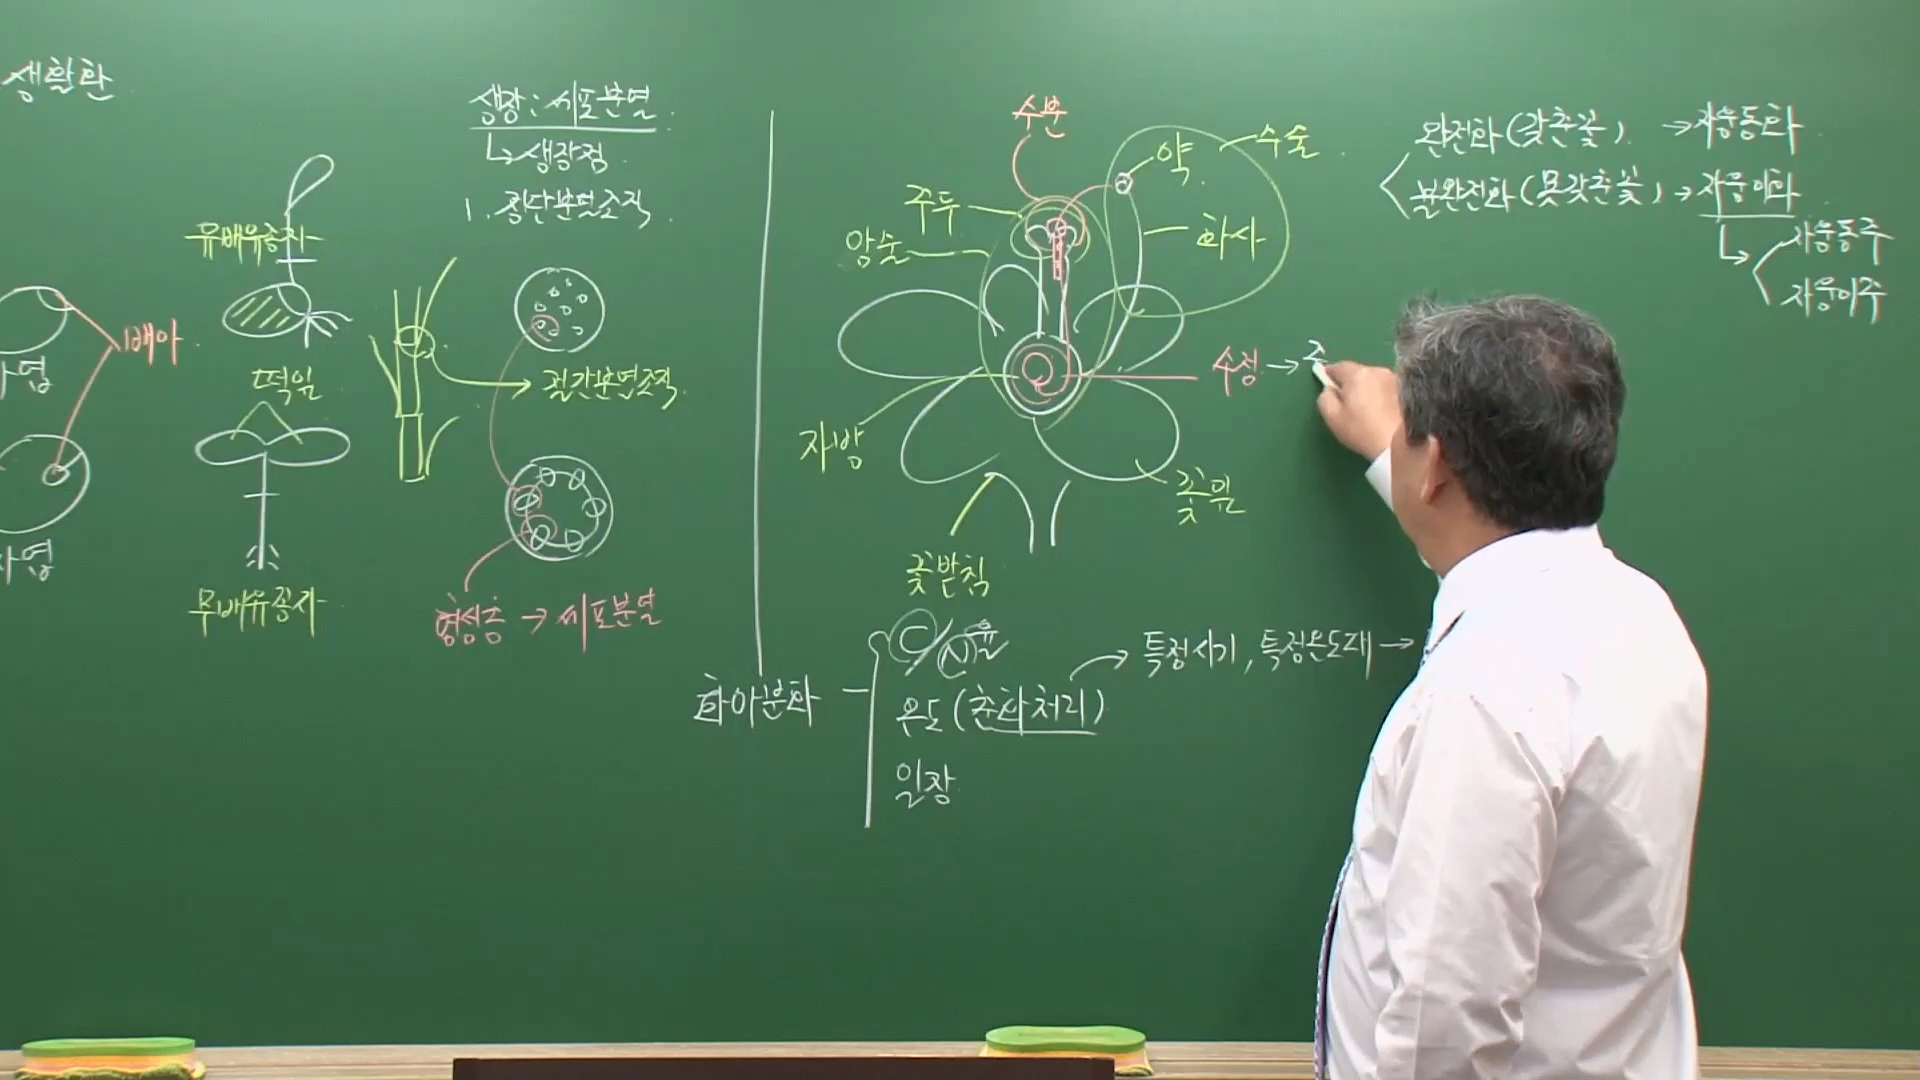 생활환
배아
유배유종자
떡잎
무배유종자
생장: 세포분열
↳ 생장점
1. 정단분열조직
절간분열조직
형성층 → 세포분열
수분
약
수술
주두
암술
화사
수정 →
자방
꽃잎
꽃받침
화아분화
C/N율
온도 (춘화처리)
→ 특정시기, 특정온도대 →
일장
완전화 (갖춘꽃) → 자웅동화
불완전화 (못갖춘꽃) → 자웅이화
자웅동주
자웅이주